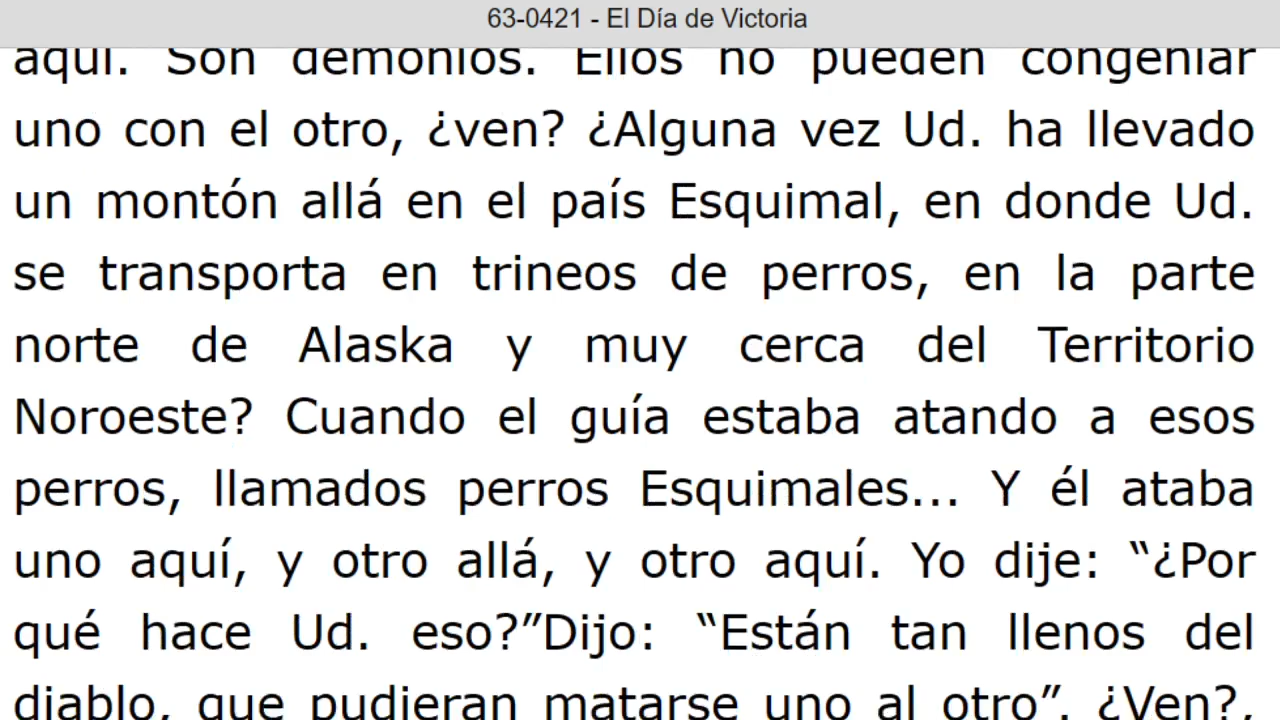 63-0421 - El Día de Victoria
aquí. Son demonios. Ellos no pueden congeniar
uno con el otro, ¿ven? ¿Alguna vez Ud. ha llevado
un montón allá en el país Esquimal, en donde Ud.
se transporta en trineos de perros, en la parte
norte de Alaska y muy cerca del Territorio
Noroeste? Cuando el guía estaba atando a esos
perros, llamados perros Esquimales... Y él ataba
uno aquí, y otro allá, y otro aquí. Yo dije: “¿Por
qué hace Ud. eso?”Dijo: “Están tan llenos del
diablo, que pudieran matarse uno al otro”. ¿Ven?,